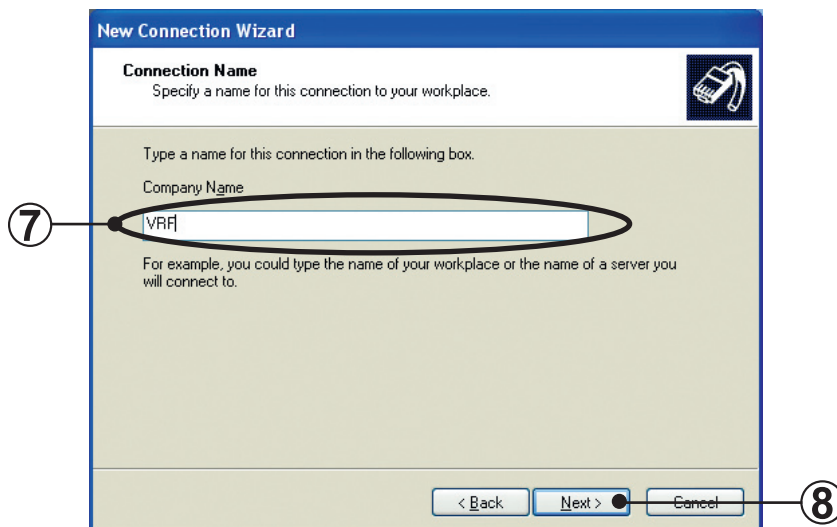 New Connection Wizard
Connection Name
Specify a name for this connection to your workplace.
Type a name for this connection in the following box.
Company Name
⑦
VRF
For example, you could type the name of your workplace or the name of a server you
will connect to.
< Back Next > Cancel
⑧